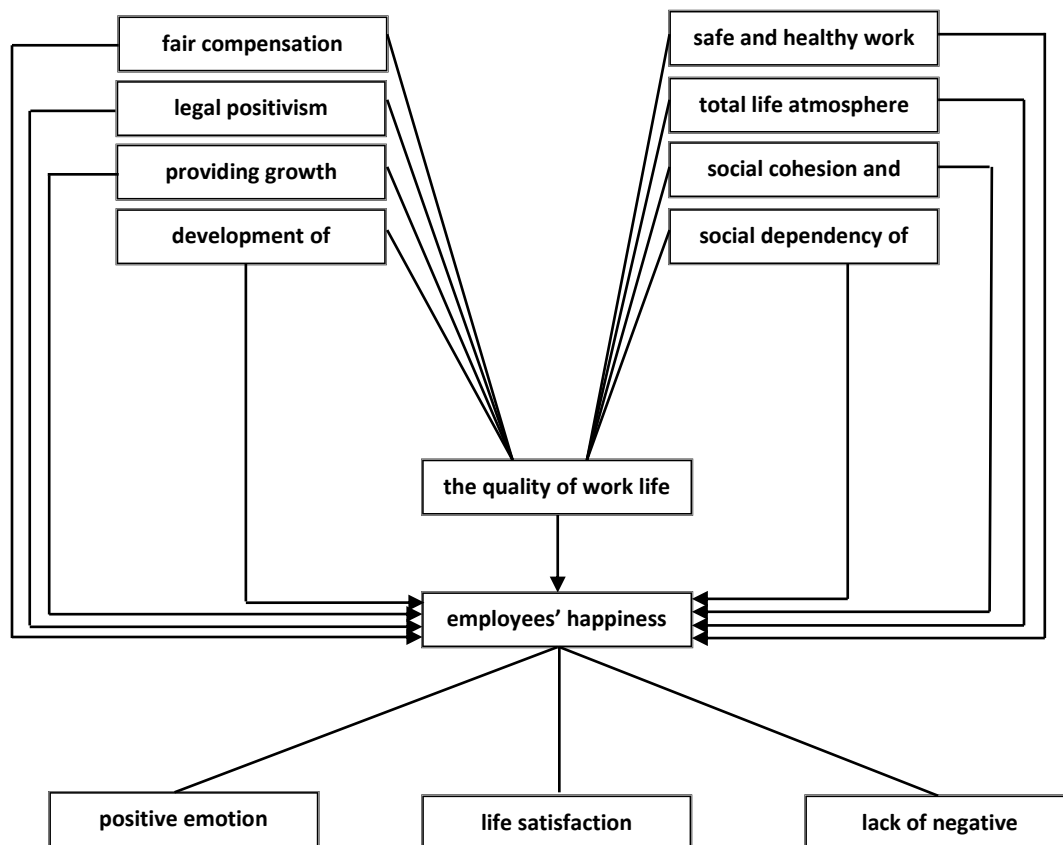 fair compensation
safe and healthy work
legal positivism
total life atmosphere
providing growth
social cohesion and
development of
social dependency of
the quality of work life
employees’ happiness
positive emotion
life satisfaction
lack of negative